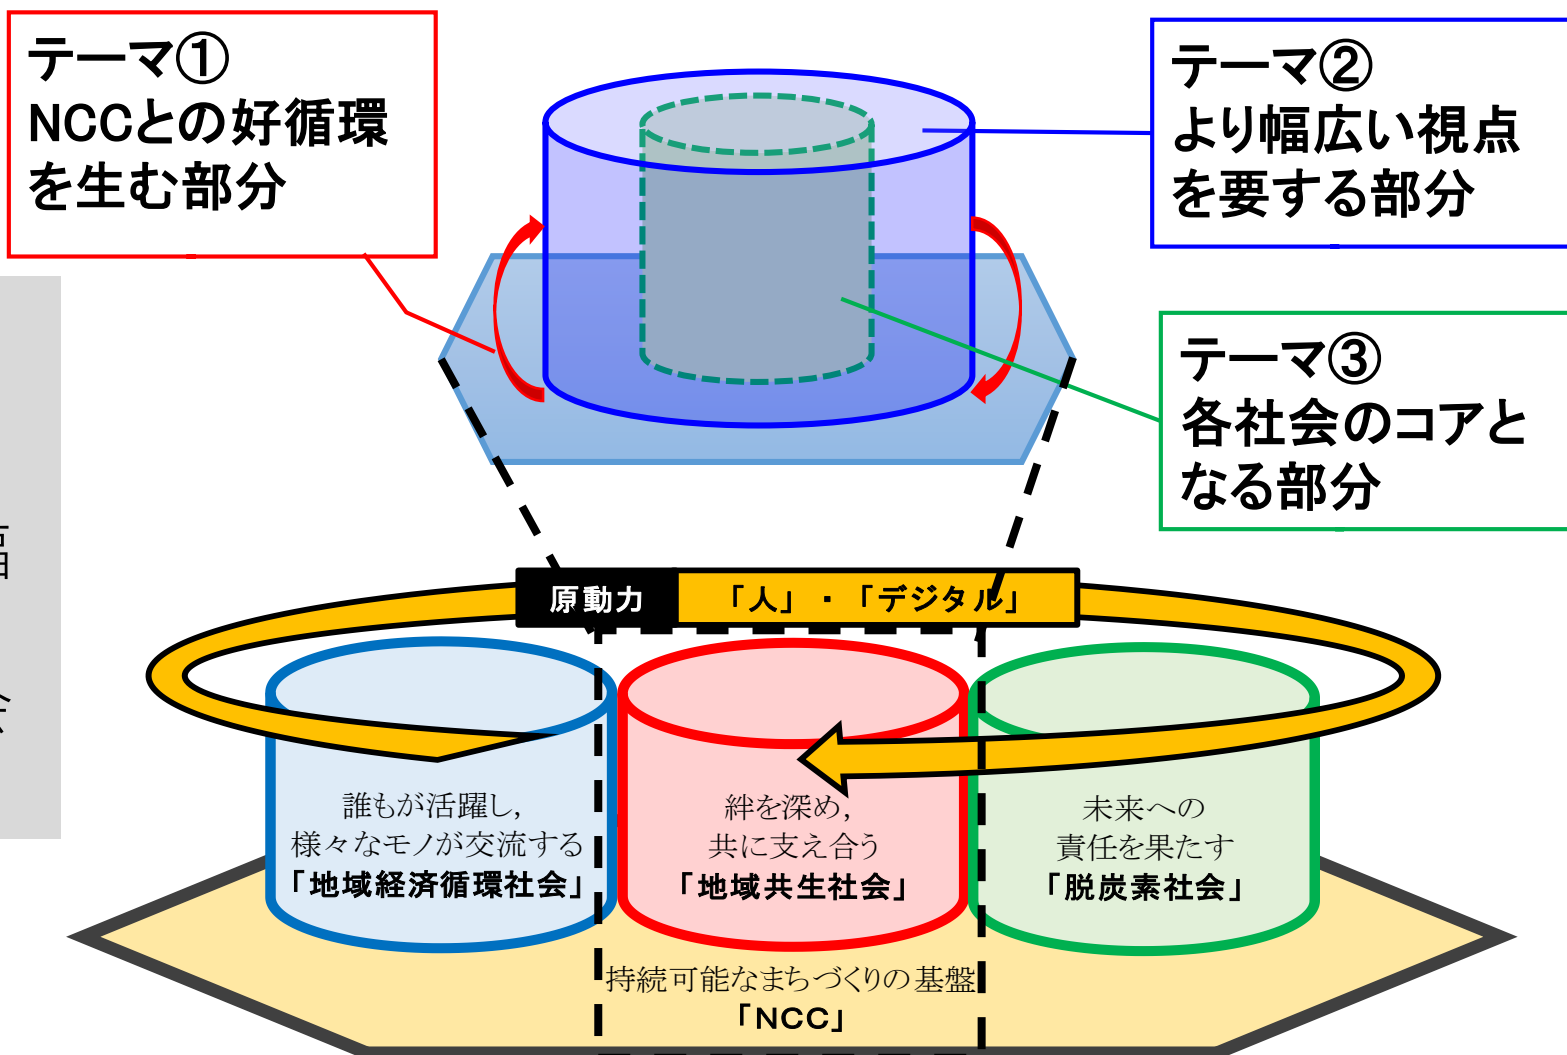 テーマ①
NCCとの好循環
を生む部分
テーマ②
より幅広い視点
を要する部分
テーマ③
各社会のコアと
なる部分
原動力 「人」・「デジタル」
誰もが活躍し,
様々なモノが交流する
「地域経済循環社会」
絆を深め,
共に支え合う
「地域共生社会」
未来への
責任を果たす
「脱炭素社会」
持続可能なまちづくりの基盤
「NCC」